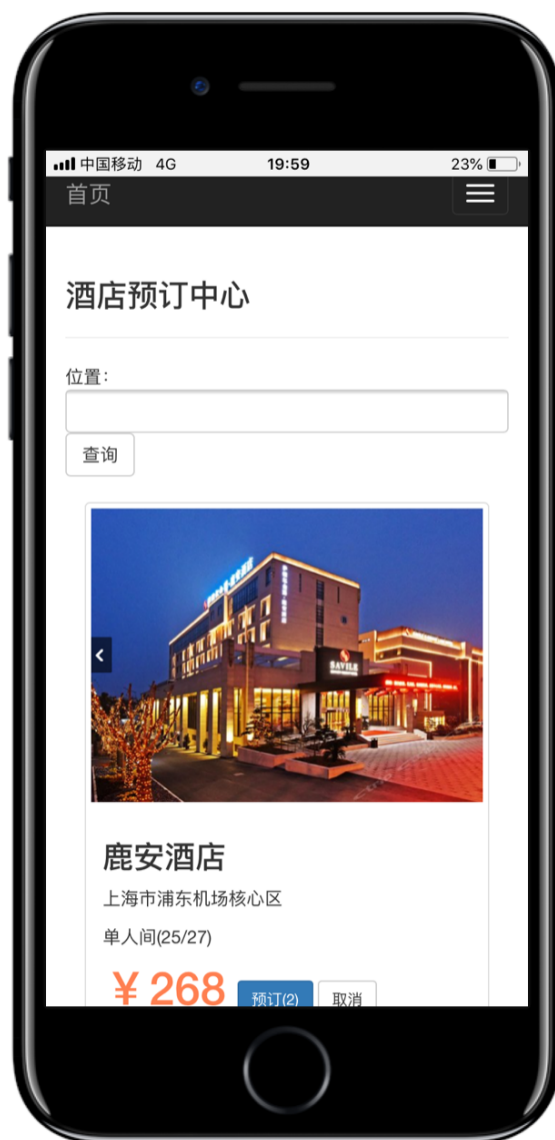 中国移动 4G 19:59 23%
首页
酒店预订中心
位置:
查询
SAVILE
鹿安酒店
上海市浦东机场核心区
单人间(25/27)
￥268 预订(2) 取消